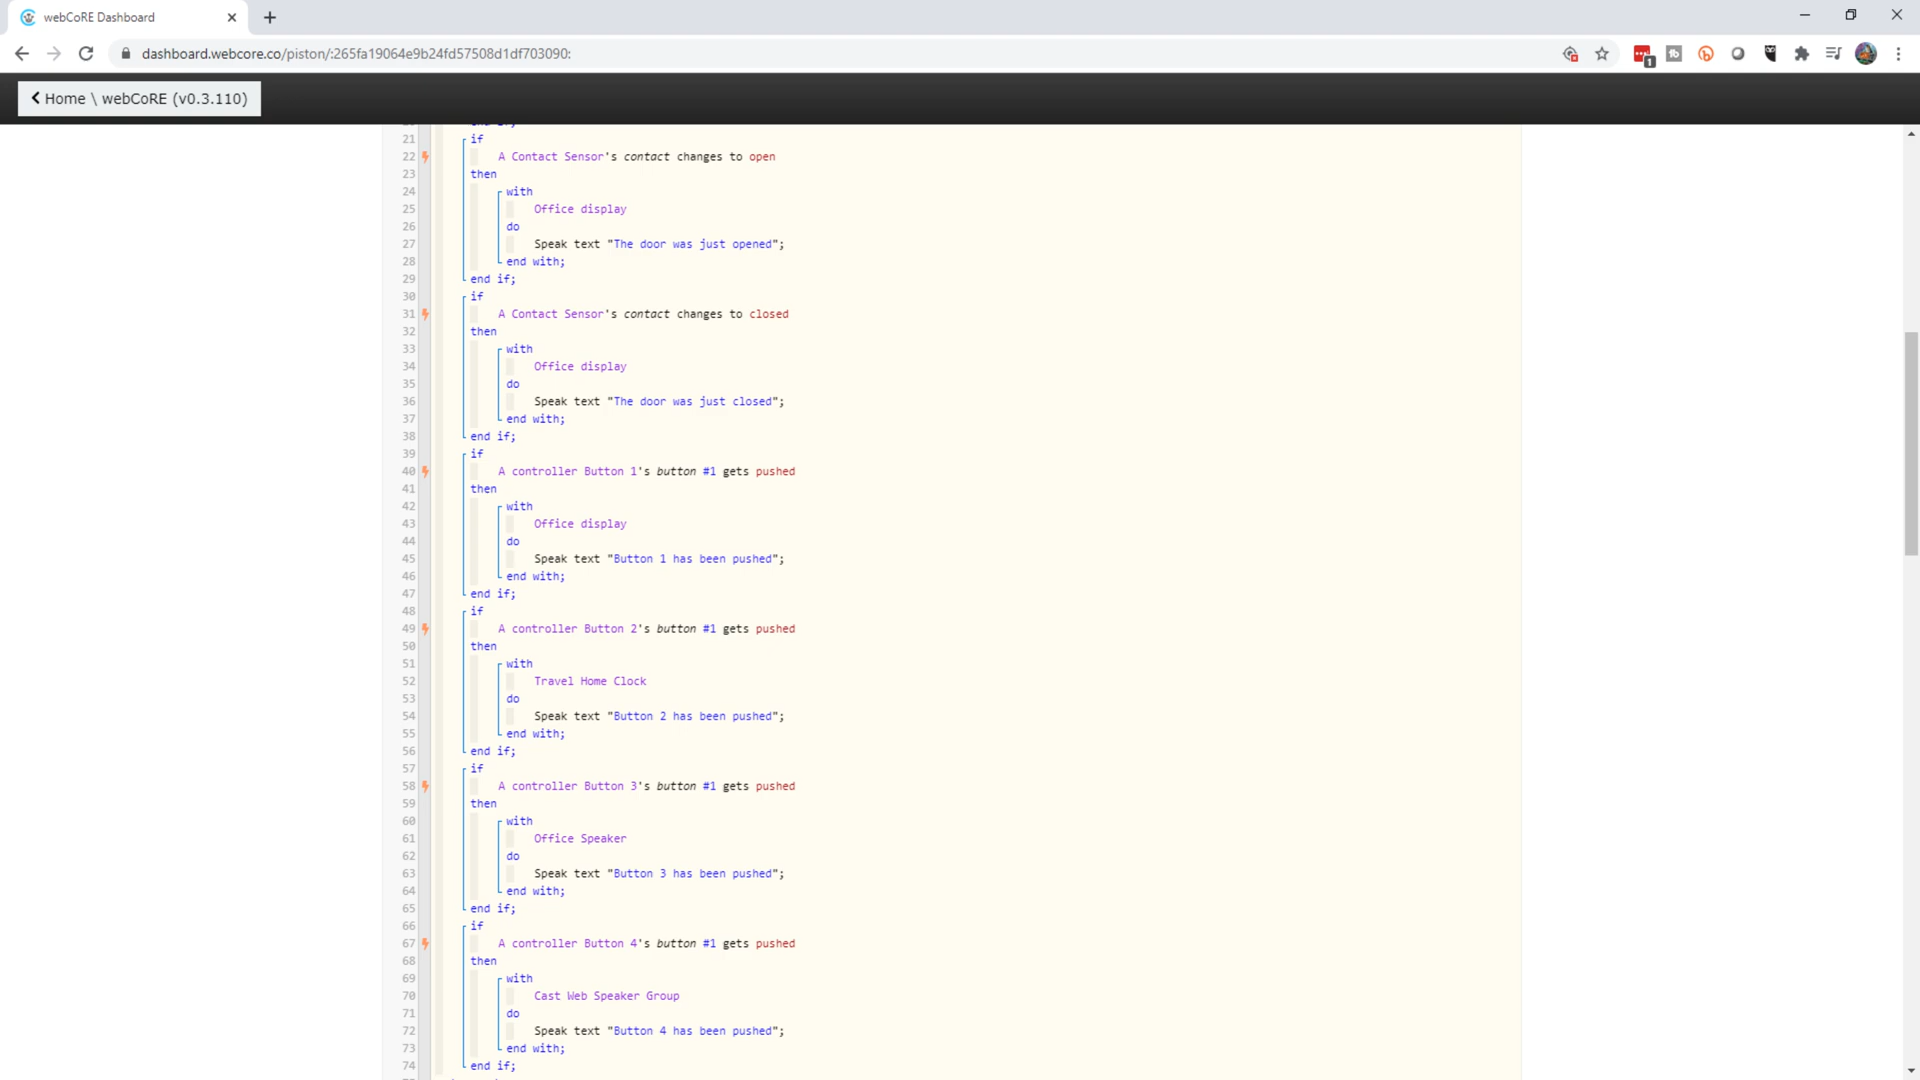 webCoRE Dashboard
dashboard.webcore.co/piston/:265fa19064e9b24fd57508d1df703090:
1
Home \ webCoRE (v0.3.110)
21 if
22 A Contact Sensor's contact changes to open
23 then
24 with
25 Office display
26 do
27 Speak text "The door was just opened";
28 end with;
29 end if;
30 if
31 A Contact Sensor's contact changes to closed
32 then
33 with
34 Office display
35 do
36 Speak text "The door was just closed";
37 end with;
38 end if;
39 if
40 A controller Button 1's button #1 gets pushed
41 then
42 with
43 Office display
44 do
45 Speak text "Button 1 has been pushed";
46 end with;
47 end if;
48 if
49 A controller Button 2's button #1 gets pushed
50 then
51 with
52 Travel Home Clock
53 do
54 Speak text "Button 2 has been pushed";
55 end with;
56 end if;
57 if
58 A controller Button 3's button #1 gets pushed
59 then
60 with
61 Office Speaker
62 do
63 Speak text "Button 3 has been pushed";
64 end with;
65 end if;
66 if
67 A controller Button 4's button #1 gets pushed
68 then
69 with
70 Cast Web Speaker Group
71 do
72 Speak text "Button 4 has been pushed";
73 end with;
74 end if;